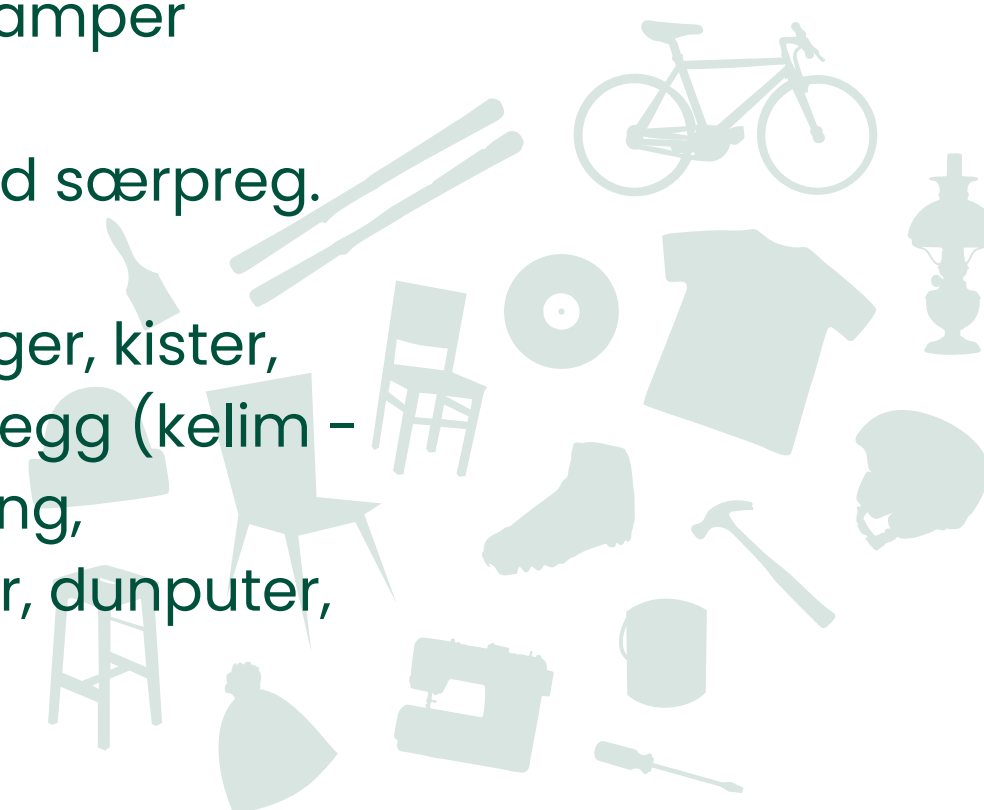 amper
d særpreg.
ger, kister,
egg (kelim -
ng,
r, dunputer,